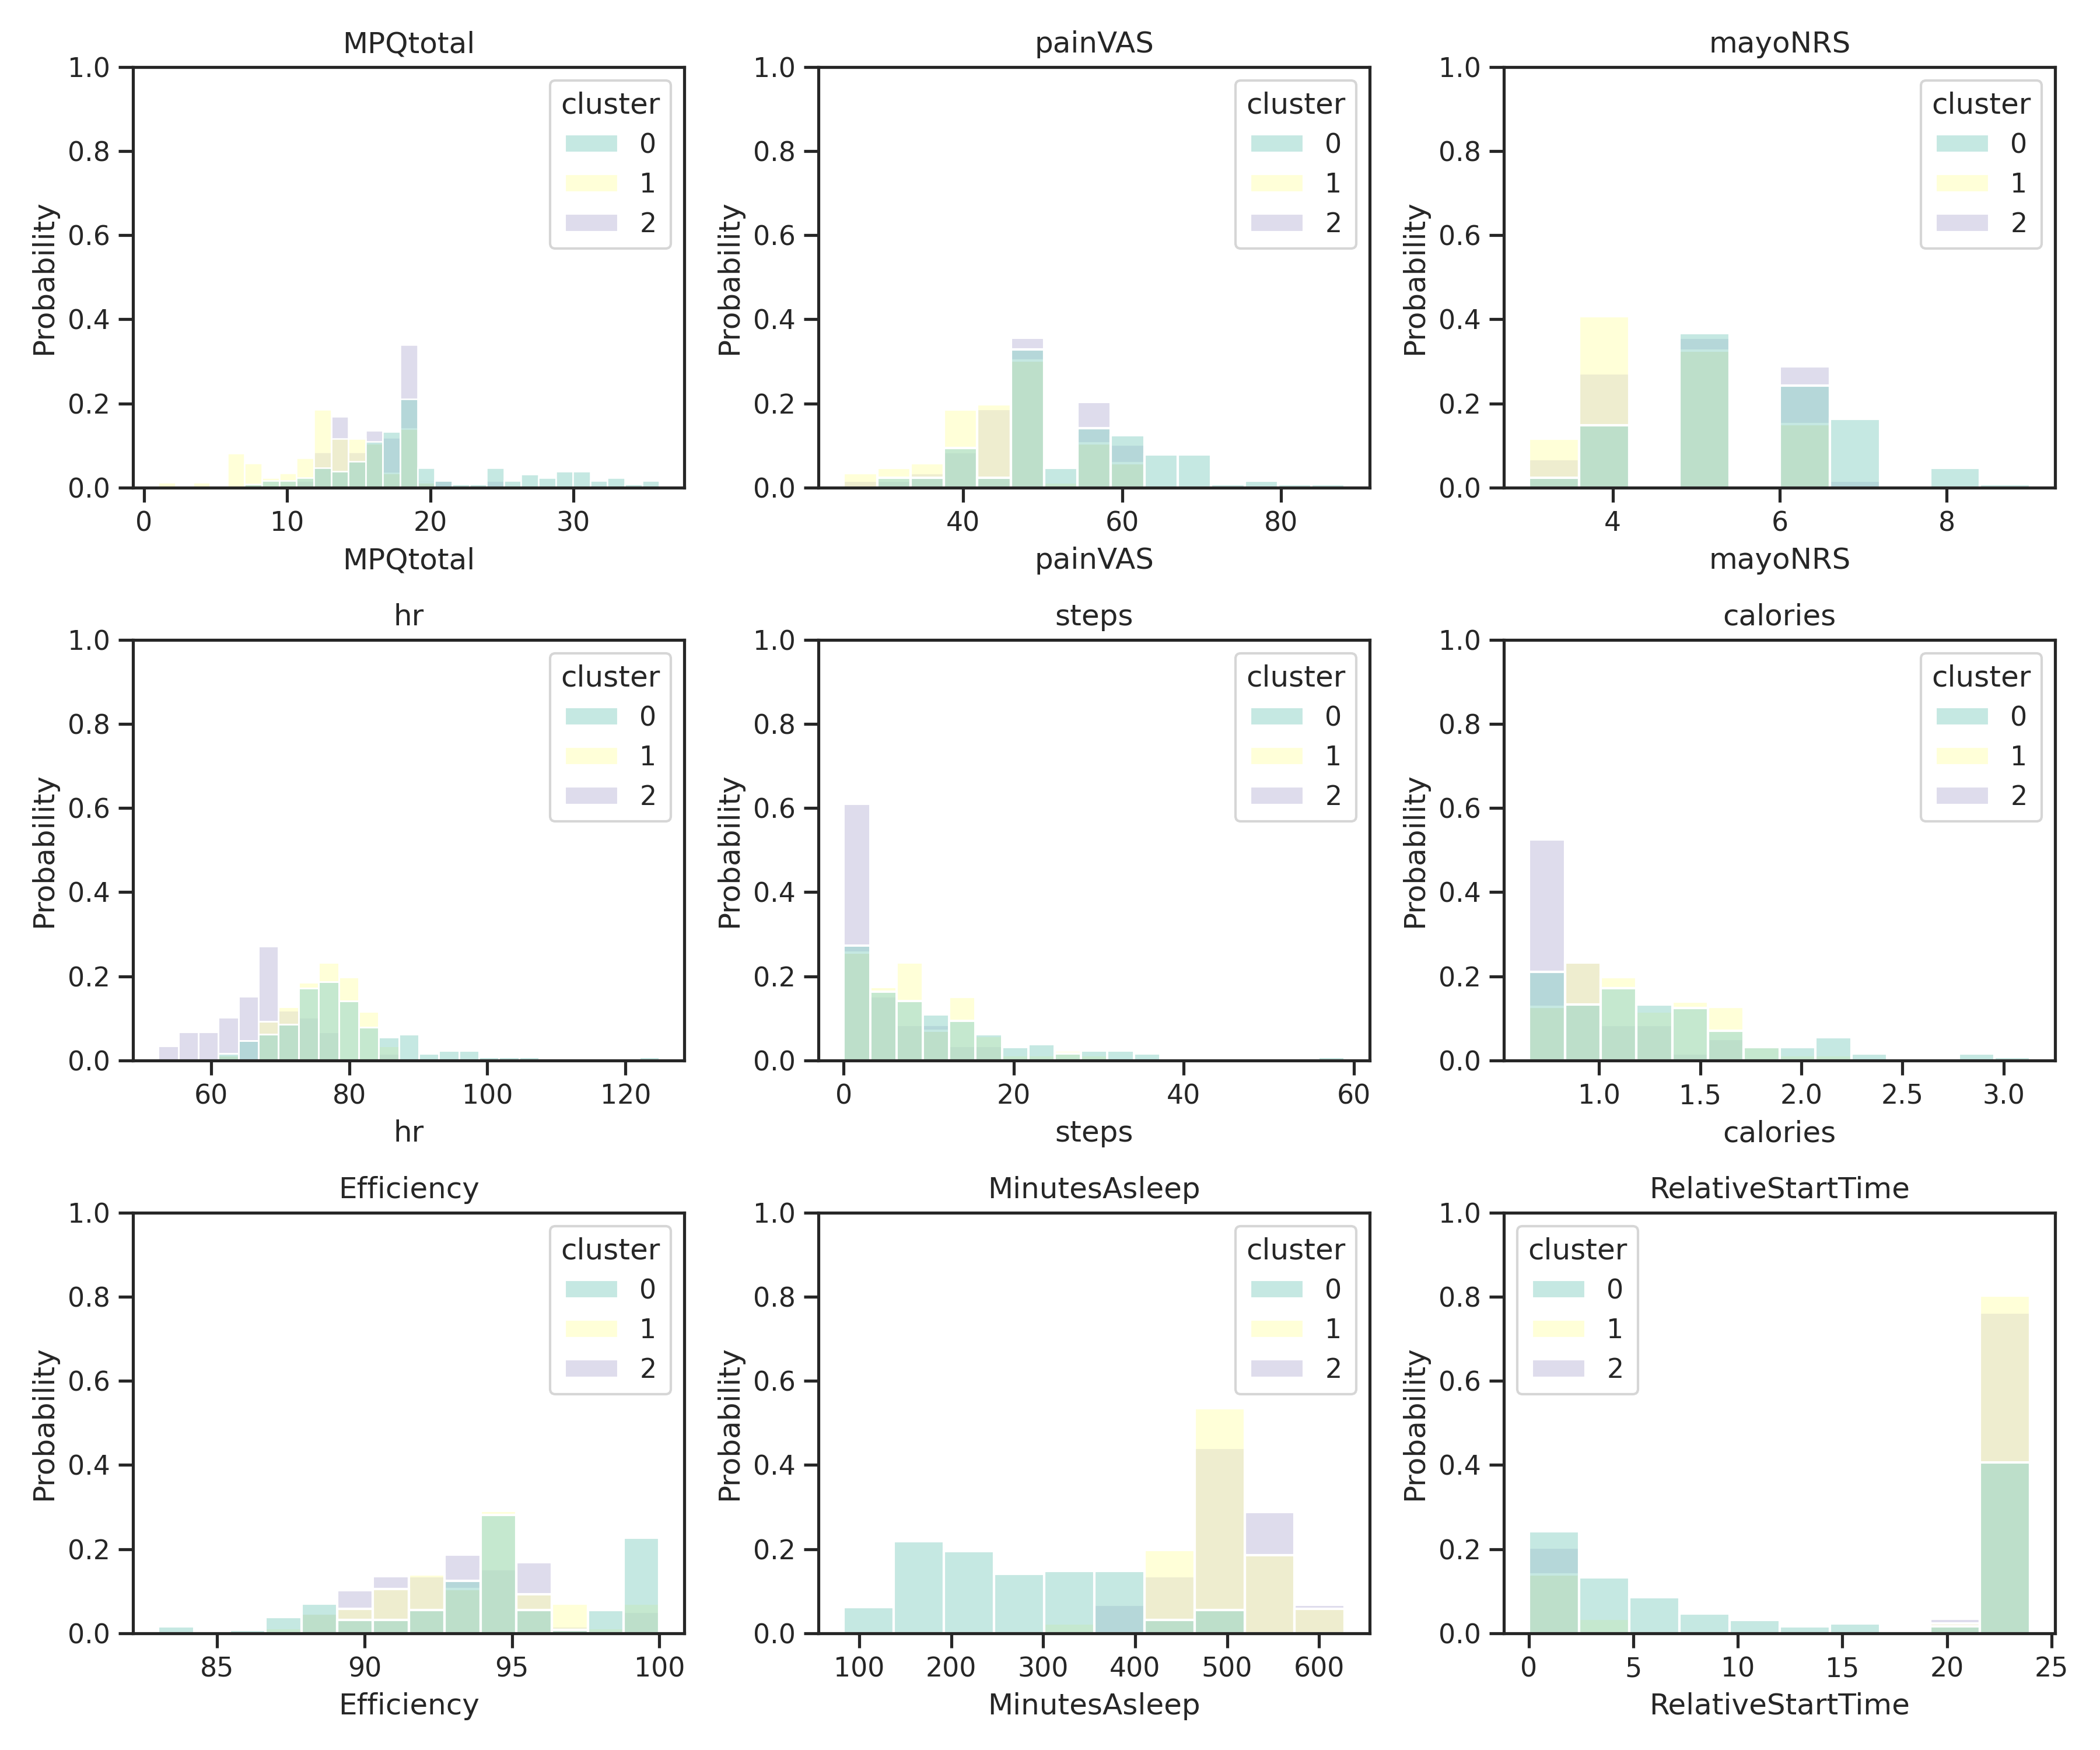 MPQtotal
1.0
0.8
0.6
0.4
0.2
0.0
Probability
cluster
0
1
2
0 10 20 30
MPQtotal
painVAS
1.0
0.8
0.6
0.4
0.2
0.0
Probability
cluster
0
1
2
40 60 80
painVAS
mayoNRS
1.0
0.8
0.6
0.4
0.2
0.0
Probability
cluster
0
1
2
4 6 8
mayoNRS
hr
1.0
0.8
0.6
0.4
0.2
0.0
Probability
cluster
0
1
2
60 80 100 120
hr
steps
1.0
0.8
0.6
0.4
0.2
0.0
Probability
cluster
0
1
2
0 20 40 60
steps
calories
1.0
0.8
0.6
0.4
0.2
0.0
Probability
cluster
0
1
2
1.0 1.5 2.0 2.5 3.0
calories
Efficiency
1.0
0.8
0.6
0.4
0.2
0.0
Probability
cluster
0
1
2
85 90 95 100
Efficiency
MinutesAsleep
1.0
0.8
0.6
0.4
0.2
0.0
Probability
cluster
0
1
2
100 200 300 400 500 600
MinutesAsleep
RelativeStartTime
1.0
0.8
0.6
0.4
0.2
0.0
Probability
cluster
0
1
2
0 5 10 15 20 25
RelativeStartTime